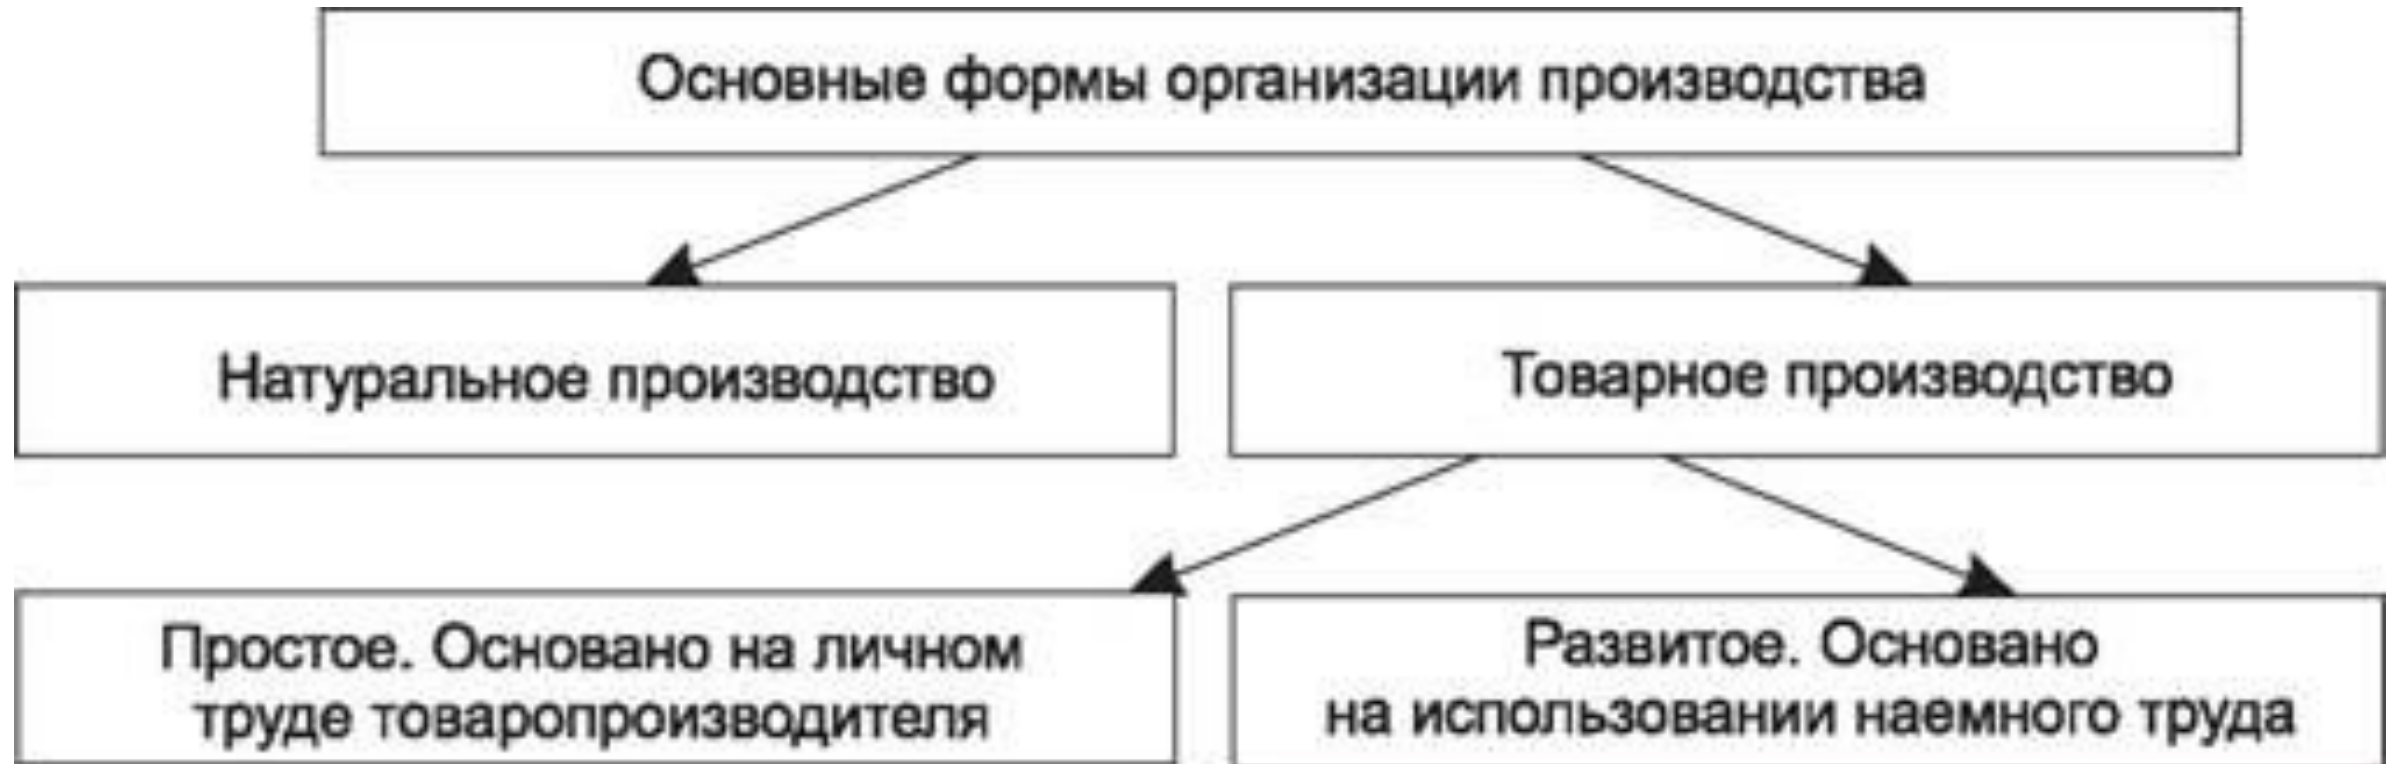 Основные формы организации производства
Натуральное производство
Товарное производство
Простое. Основано на личном
труде товаропроизводителя
Развитое. Основано
на использовании наемного труда